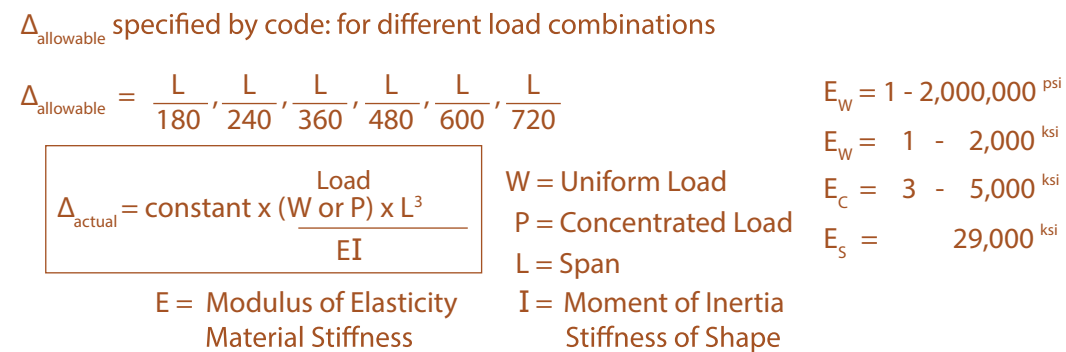 Δallowable specified by code: for different load combinations
Δallowable = L/180, L/240, L/360, L/480, L/600, L/720
EW = 1 - 2,000,000 psi
EW = 1 - 2,000 ksi
EC = 3 - 5,000 ksi
ES = 29,000 ksi
Load
Δactual = constant x (W or P) x L³
EI
W = Uniform Load
P = Concentrated Load
L = Span
E = Modulus of Elasticity
Material Stiffness
I = Moment of Inertia
Stiffness of Shape